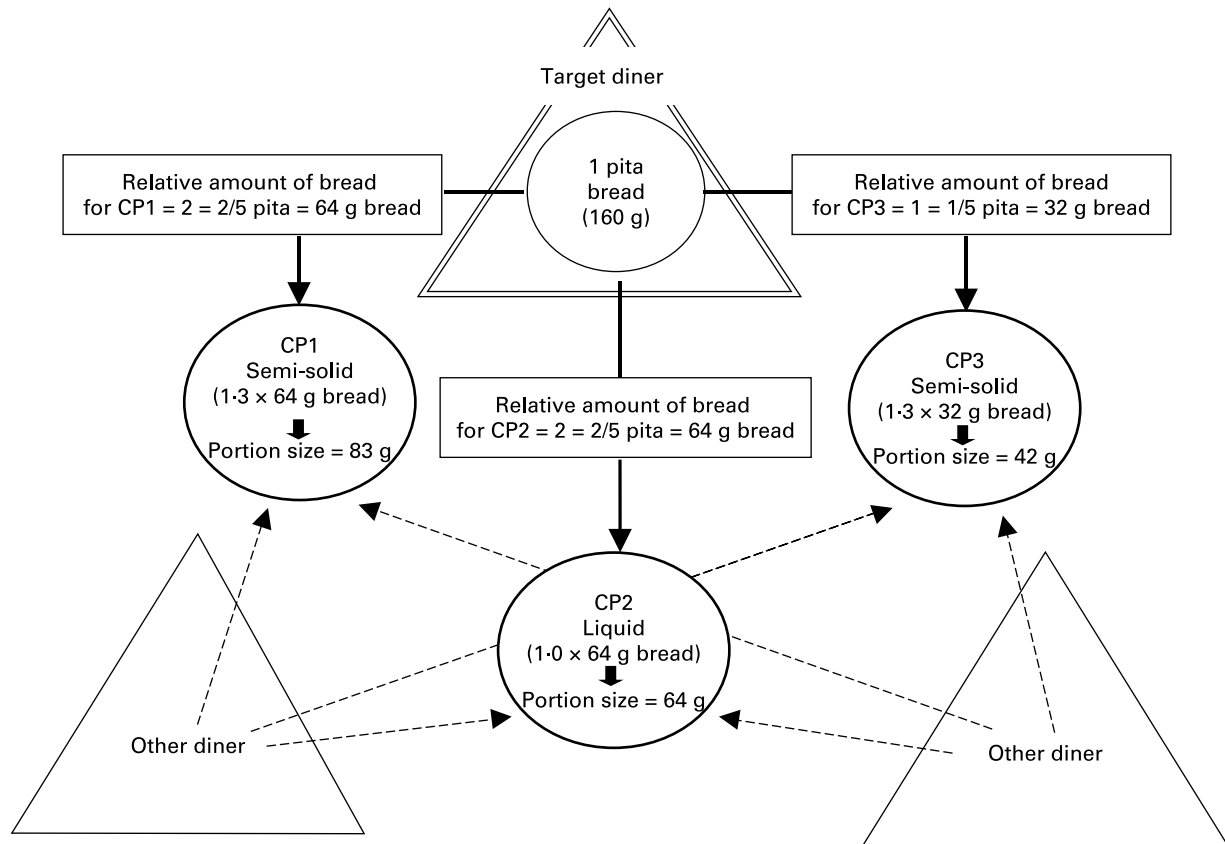 Target diner
1 pita
bread
(160 g)
Relative amount of bread
for CP1 = 2 = 2/5 pita = 64 g bread
Relative amount of bread
for CP3 = 1 = 1/5 pita = 32 g bread
CP1
Semi-solid
(1·3 × 64 g bread)
Portion size = 83 g
Relative amount of bread
for CP2 = 2 = 2/5 pita = 64 g bread
CP3
Semi-solid
(1·3 × 32 g bread)
Portion size = 42 g
CP2
Liquid
(1·0 × 64 g bread)
Portion size = 64 g
Other diner
Other diner